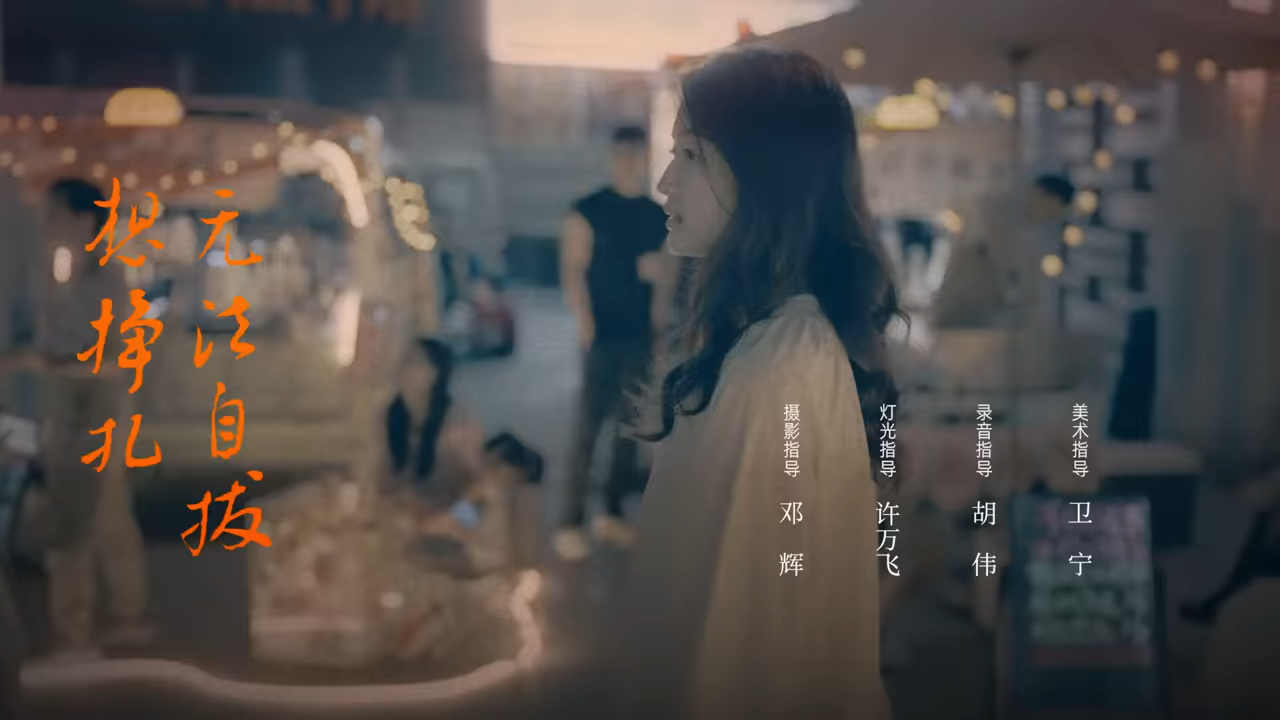 想挣扎
无法自拔
摄影指导
邓辉
灯光指导
许万飞
录音指导
胡伟
美术指导
卫宁